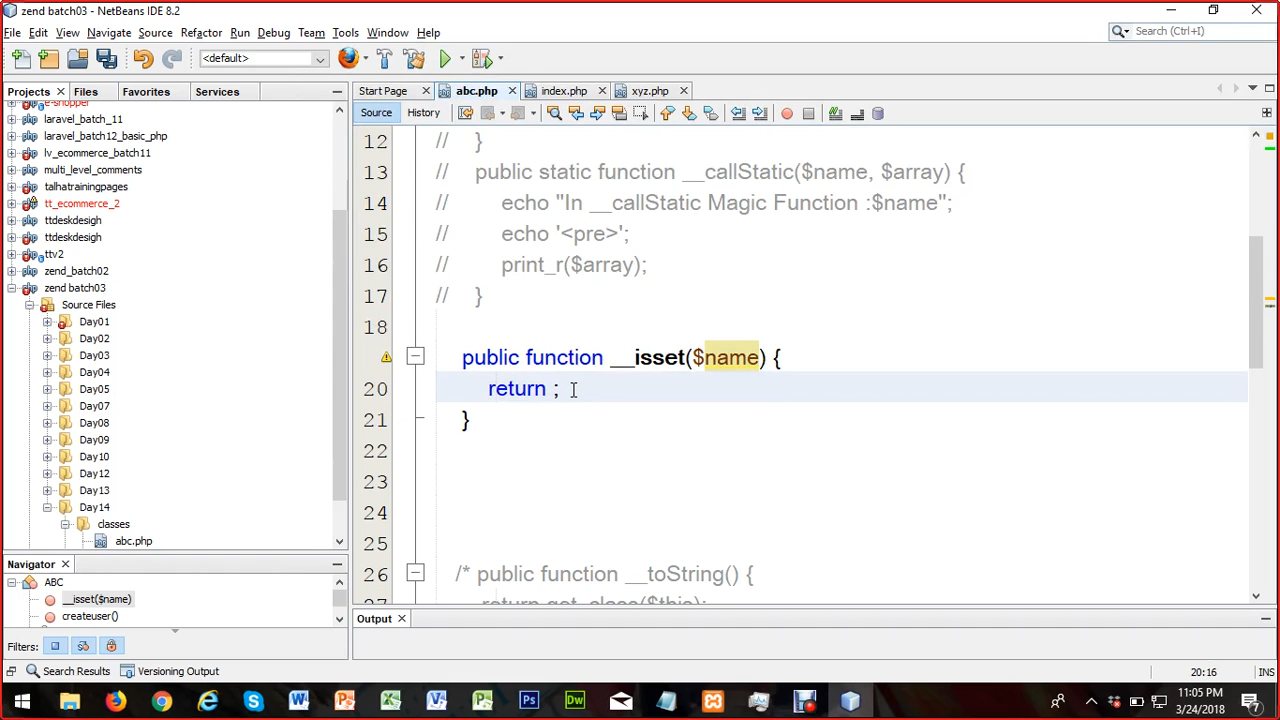 zend batch03 - NetBeans IDE 8.2
File Edit View Navigate Source Refactor Run Debug Team Tools Window Help
Search (Ctrl+I)
<default>
Projects Files Favorites Services
Start Page abc.php index.php xyz.php
Source History
e-shopper
laravel_batch_11
laravel_batch12_basic_php
lv_ecommerce_batch11
multi_level_comments
talhatrainingpages
tt_ecommerce_2
ttdeskdesigh
ttdeskdesigh
ttv2
zend_batch02
zend batch03
Source Files
Day01
Day02
Day03
Day04
Day05
Day07
Day08
Day09
Day10
Day12
Day13
Day14
classes
abc.php
12 // }
13 // public static function __callStatic($name, $array) {
14 // echo "In __callStatic Magic Function :$name";
15 // echo '<pre>';
16 // print_r($array);
17 // }
18
public function __isset($name) {
20 return ;
21 }
22
23
24
25
26 /* public function __toString() {
27 return get_class($this);
Navigator
ABC
__isset($name)
createuser()
Filters:
Output
Search Results Versioning Output
20:16 INS
11:05 PM
3/24/2018
7